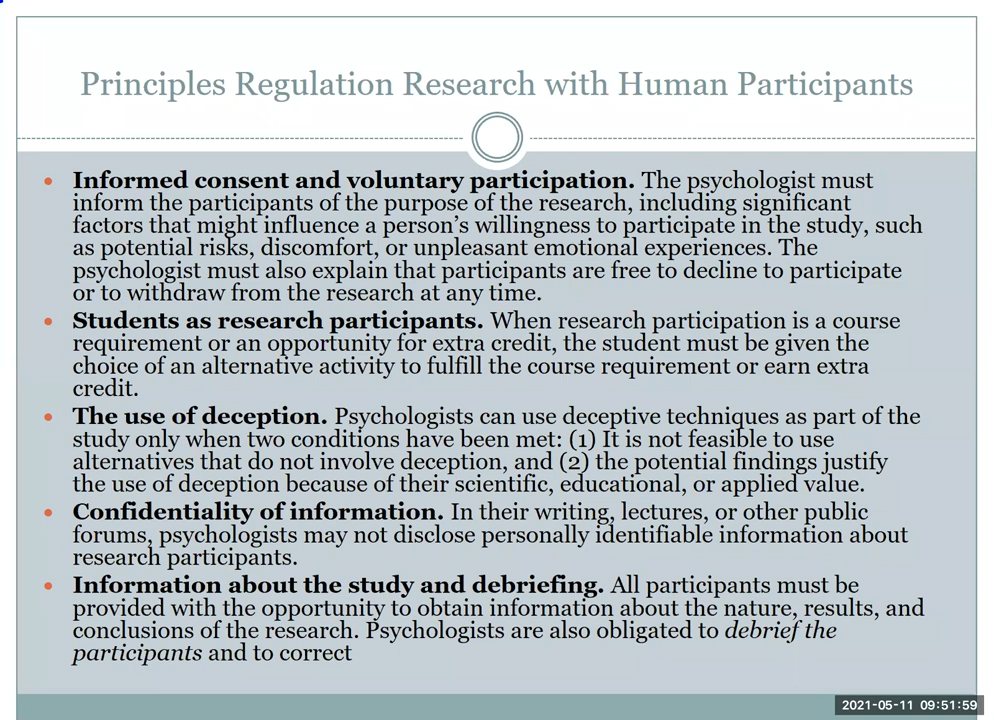 Principles Regulation Research with Human Participants
• Informed consent and voluntary participation. The psychologist must
inform the participants of the purpose of the research, including significant
factors that might influence a person's willingness to participate in the study, such
as potential risks, discomfort, or unpleasant emotional experiences. The
psychologist must also explain that participants are free to decline to participate
or to withdraw from the research at any time.
• Students as research participants. When research participation is a course
requirement or an opportunity for extra credit, the student must be given the
choice of an alternative activity to fulfill the course requirement or earn extra
credit.
• The use of deception. Psychologists can use deceptive techniques as part of the
study only when two conditions have been met: (1) It is not feasible to use
alternatives that do not involve deception, and (2) the potential findings justify
the use of deception because of their scientific, educational, or applied value.
• Confidentiality of information. In their writing, lectures, or other public
forums, psychologists may not disclose personally identifiable information about
research participants.
• Information about the study and debriefing. All participants must be
provided with the opportunity to obtain information about the nature, results, and
conclusions of the research. Psychologists are also obligated to debrief the
participants and to correct
2021-05-11 09:51:59